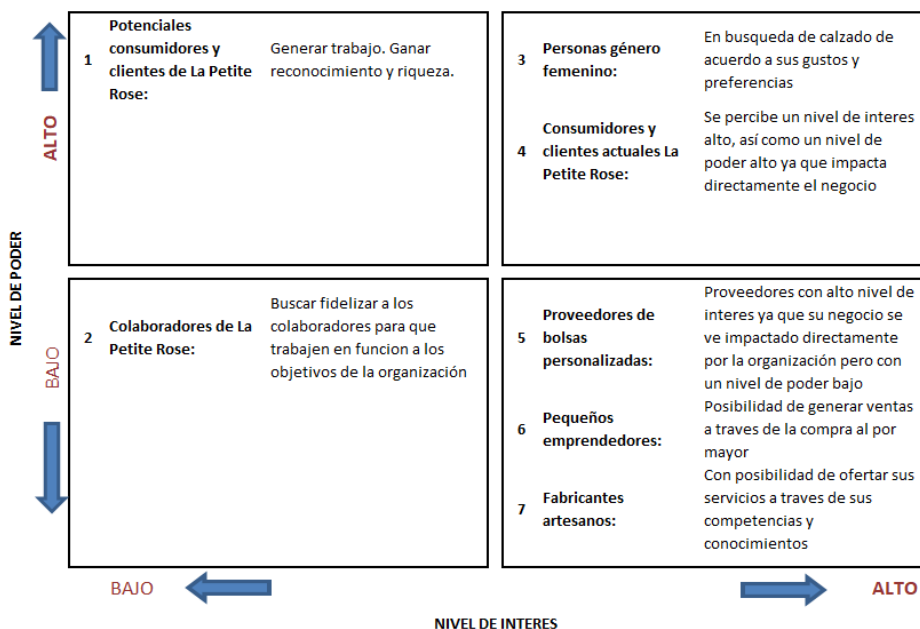 NIVEL DE PODER
ALTO
1
Potenciales
consumidores y
clientes de La Petite
Rose:
Generar trabajo. Ganar
reconocimiento y riqueza.
3
Personas género
femenino:
En busqueda de calzado de
acuerdo a sus gustos y
preferencias
4
Consumidores y
clientes actuales La
Petite Rose:
Se percibe un nivel de interes
alto, así como un nivel de
poder alto ya que impacta
directamente el negocio
BAJO
2
Colaboradores de La
Petite Rose:
Buscar fidelizar a los
colaboradores para que
trabajen en funcion a los
objetivos de la organización
5
Proveedores de
bolsas
personalizadas:
Proveedores con alto nivel de
interes ya que su negocio se
ve impactado directamente
por la organización pero con
un nivel de poder bajo
6
Pequeños
emprendedores:
Posibilidad de generar ventas
a traves de la compra al por
mayor
7
Fabricantes
artesanos:
Con posibilidad de ofertar sus
servicios a traves de sus
competencias y
conocimientos
BAJO
ALTO
NIVEL DE INTERES